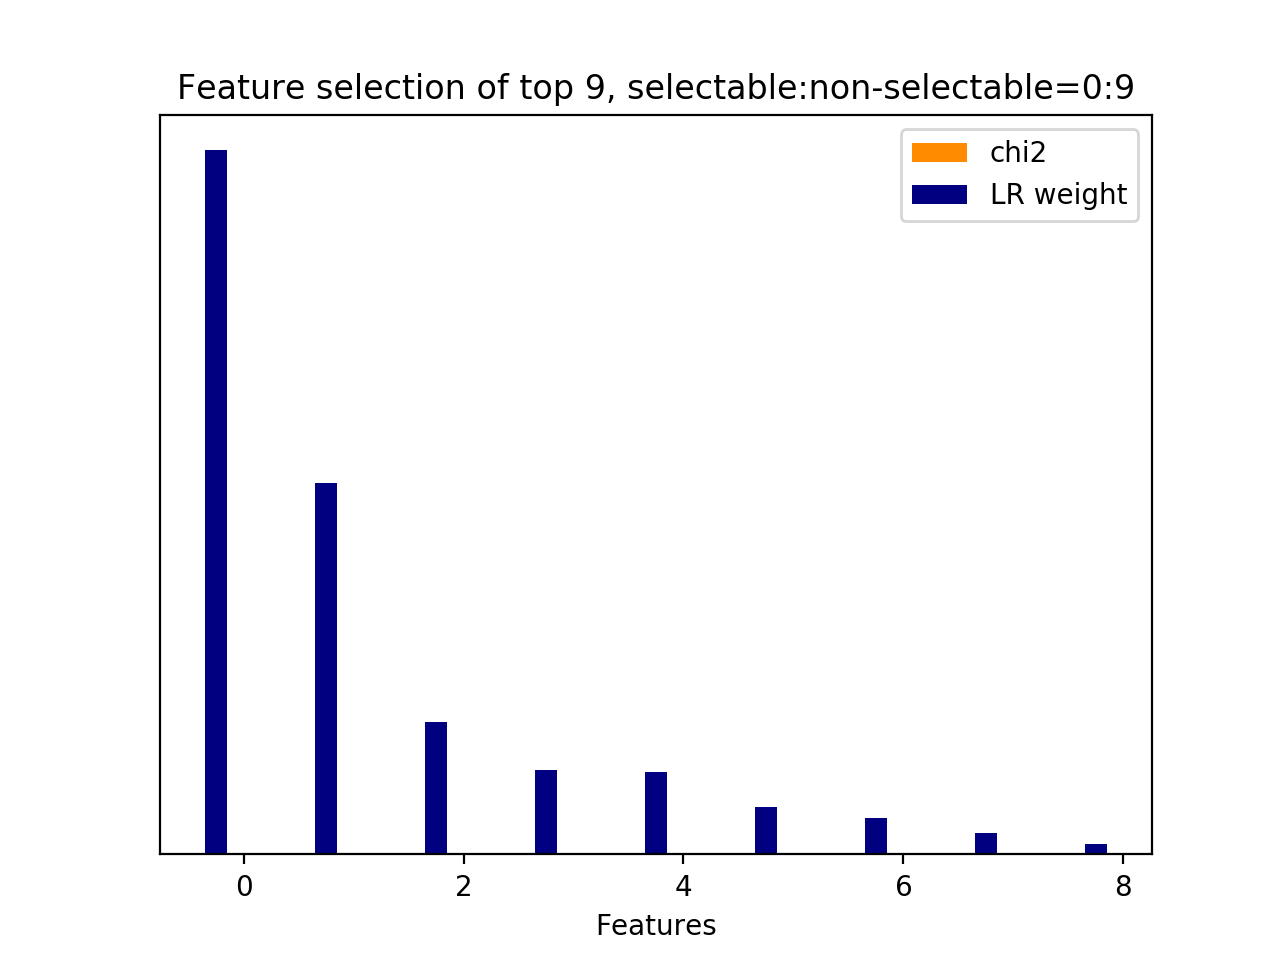 Feature selection of top 9, selectable:non-selectable=0:9
chi2
LR weight
0 2 4 6 8
Features